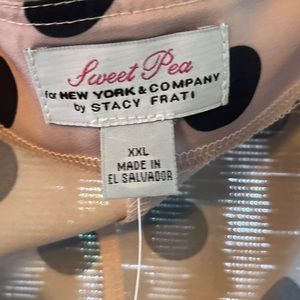 Sweet Pea
for NEW YORK & COMPANY
by STACY FRATI
XXL
MADE IN
EL SALVADOR